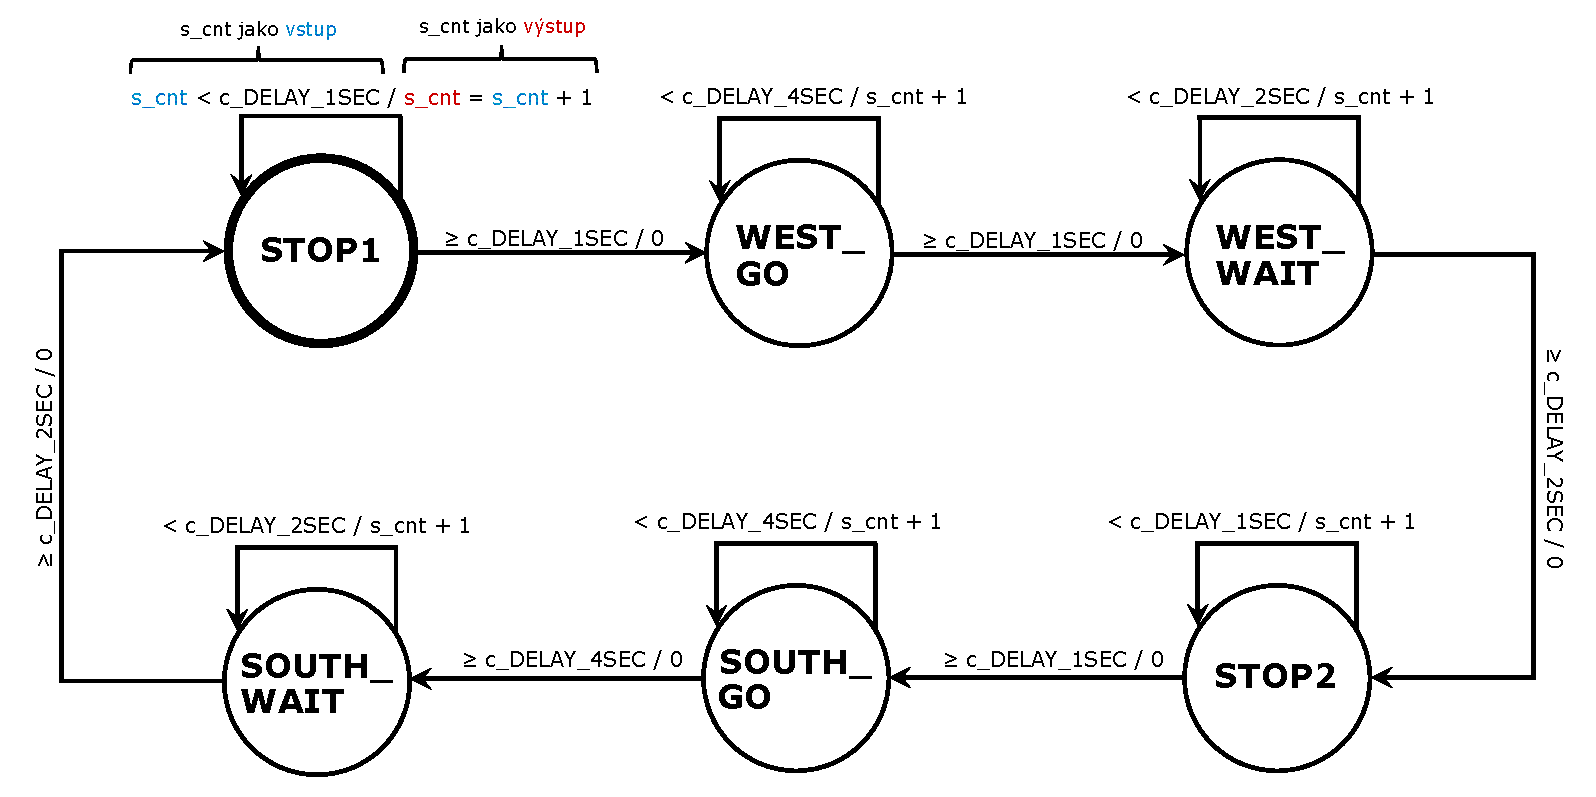 s_cnt jako vstup
s_cnt jako výstup
s_cnt < c_DELAY_1SEC / s_cnt = s_cnt + 1
< c_DELAY_4SEC / s_cnt + 1
< c_DELAY_2SEC / s_cnt + 1
STOP1
≥ c_DELAY_1SEC / 0
WEST_
GO
≥ c_DELAY_1SEC / 0
WEST_
WAIT
≥ c_DELAY_2SEC / 0
≥ c_DELAY_2SEC / 0
< c_DELAY_2SEC / s_cnt + 1
< c_DELAY_4SEC / s_cnt + 1
< c_DELAY_1SEC / s_cnt + 1
SOUTH_
WAIT
≥ c_DELAY_4SEC / 0
SOUTH_
GO
≥ c_DELAY_1SEC / 0
STOP2